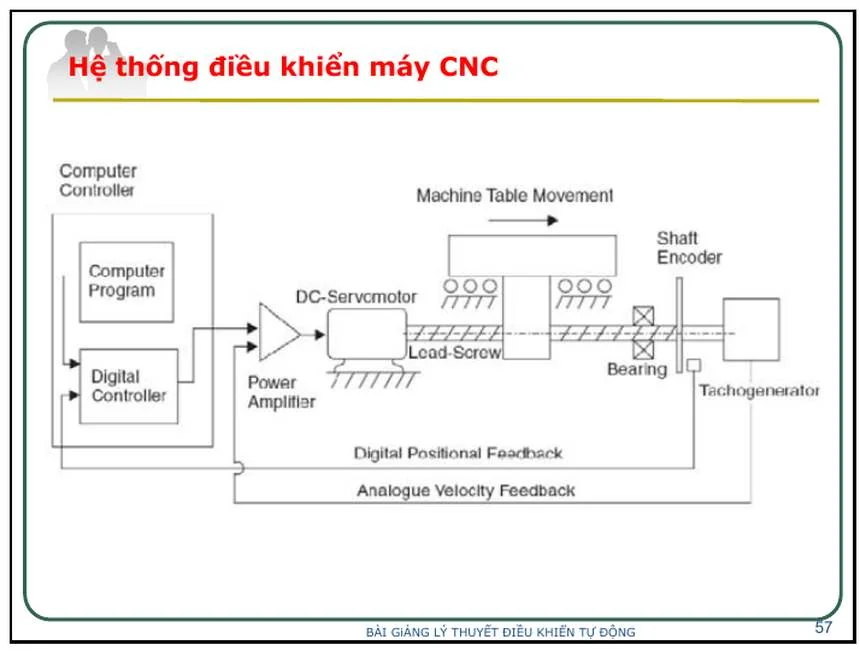 Hệ thống điều khiển máy CNC
Computer
Controller
Machine Table Movement
Shaft
Encoder
Computer
Program
DC-Servomotor
Lead-Screw
Digital
Controller
Power
Amplifier
Bearing
Tachogenerator
Digital Positional Feedback
Analogue Velocity Feedback
BÀI GiẢNG LÝ THUYẾT ĐIỀU KHIỂN TỰ ĐỘNG
57